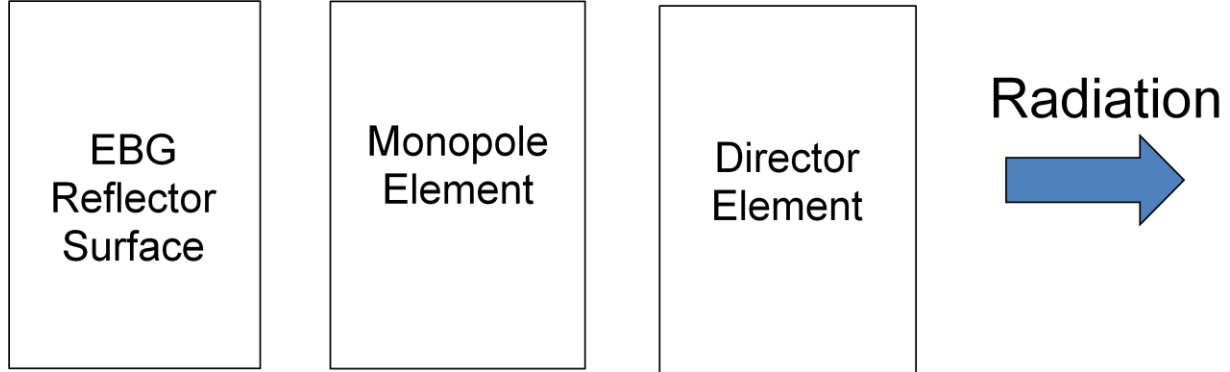 EBG
Reflector
Surface
Monopole
Element
Director
Element
Radiation